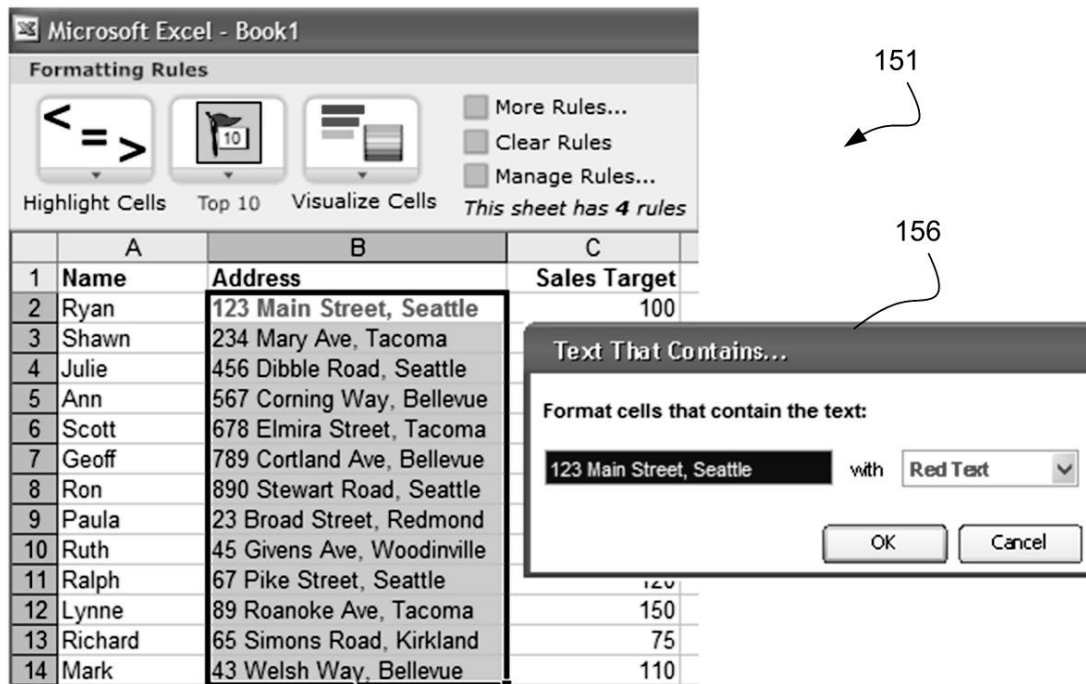 Microsoft Excel - Book1
Formatting Rules
151
< = >
10
More Rules...
Clear Rules
Manage Rules...
Highlight Cells Top 10 Visualize Cells This sheet has 4 rules
156
A B C
1 Name Address Sales Target
2 Ryan 123 Main Street, Seattle 100
3 Shawn 234 Mary Ave, Tacoma
4 Julie 456 Dibble Road, Seattle
5 Ann 567 Corning Way, Bellevue
6 Scott 678 Elmira Street, Tacoma
7 Geoff 789 Cortland Ave, Bellevue
8 Ron 890 Stewart Road, Seattle
9 Paula 23 Broad Street, Redmond
10 Ruth 45 Givens Ave, Woodinville
11 Ralph 67 Pike Street, Seattle 120
12 Lynne 89 Roanoke Ave, Tacoma 150
13 Richard 65 Simons Road, Kirkland 75
14 Mark 43 Welsh Way, Bellevue 110
Text That Contains...
Format cells that contain the text:
123 Main Street, Seattle with Red Text
OK Cancel